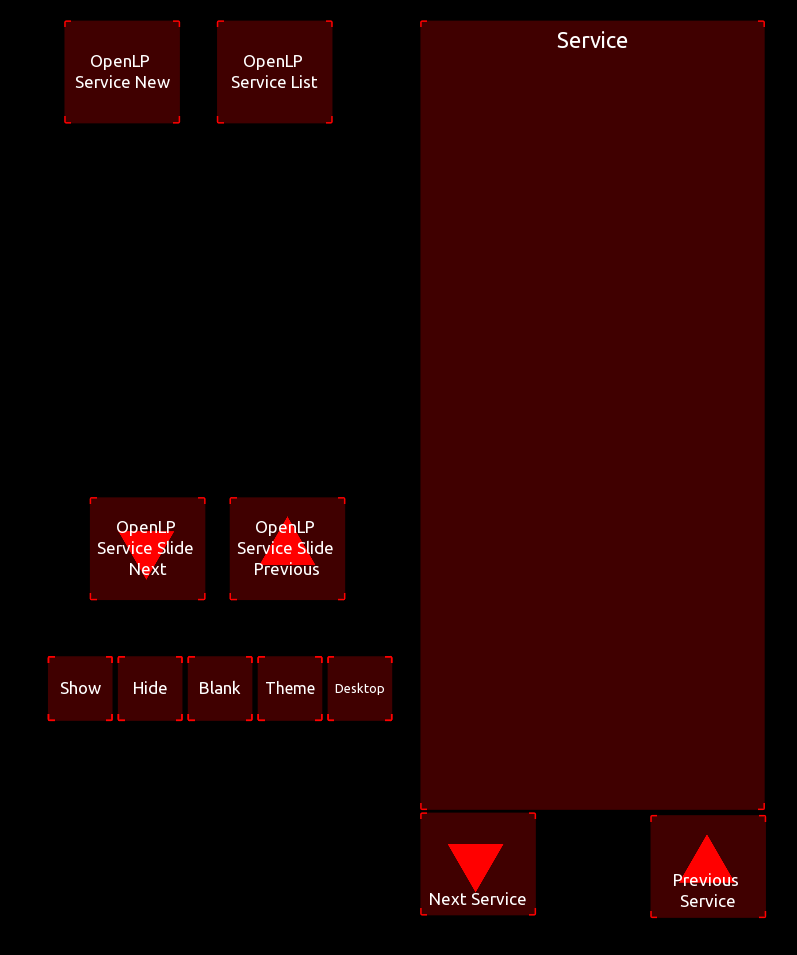 OpenLP
Service New
OpenLP
Service List
Service
OpenLP
Service Slide
Next
OpenLP
Service Slide
Previous
Show
Hide
Blank
Theme
Desktop
Next Service
Previous
Service